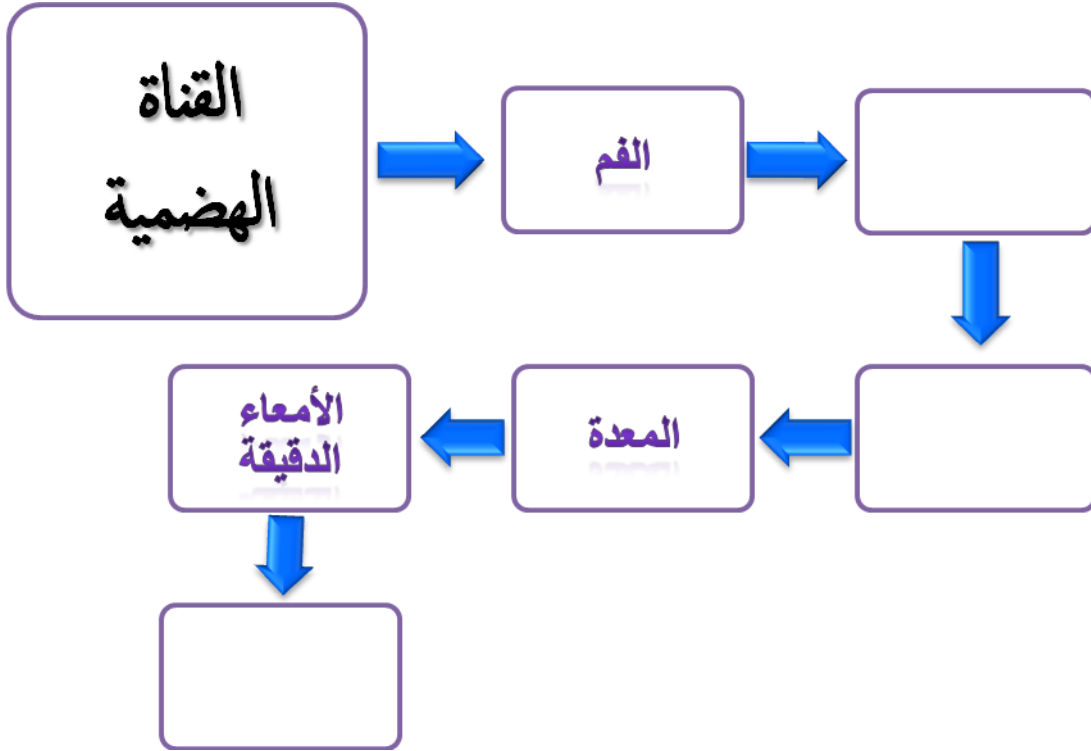 القناة
الهضمية
الفم
المعدة
الأمعاء
الدقيقة